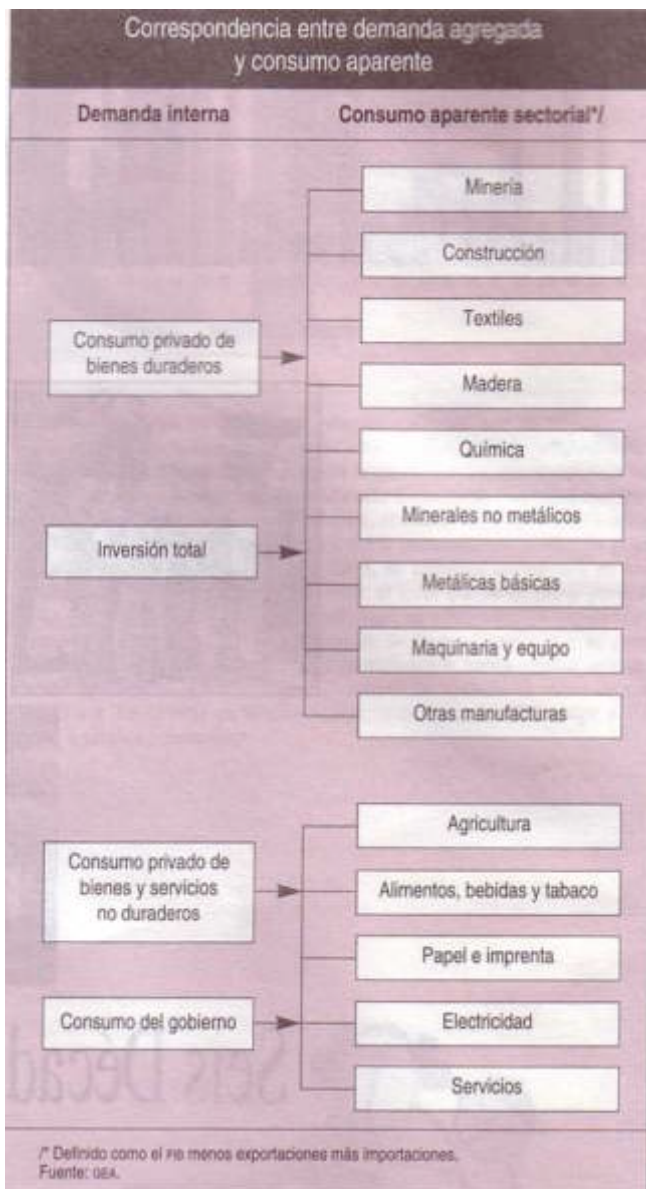 Correspondencia entre demanda agregada
y consumo aparente
Demanda interna
Consumo aparente sectorial*/
Consumo privado de
bienes duraderos
Inversión total
Minería
Construcción
Textiles
Madera
Química
Minerales no metálicos
Metálicas básicas
Maquinaria y equipo
Otras manufacturas
Consumo privado de
bienes y servicios
no duraderos
Consumo del gobierno
Agricultura
Alimentos, bebidas y tabaco
Papel e imprenta
Electricidad
Servicios
/* Definido como el PIB menos exportaciones más importaciones.
Fuente: GEA.